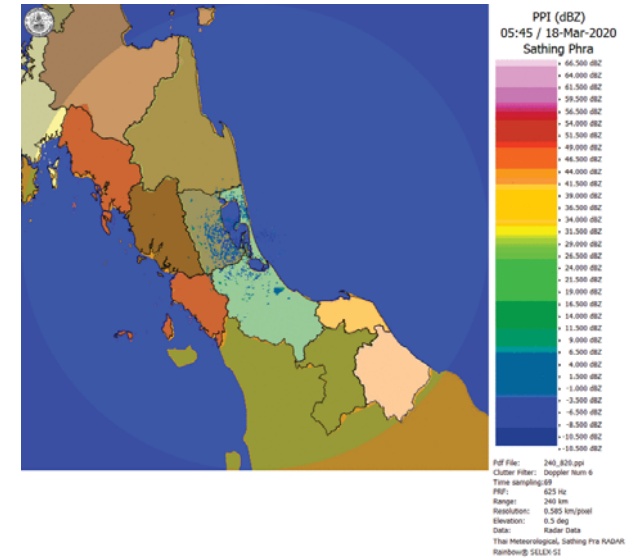 PPI (dBZ)
05:45 / 18-Mar-2020
Sathing Phra
66.500 dBZ
64.000 dBZ
61.500 dBZ
59.500 dBZ
56.500 dBZ
54.000 dBZ
51.500 dBZ
49.000 dBZ
46.500 dBZ
44.000 dBZ
41.500 dBZ
39.000 dBZ
36.500 dBZ
34.000 dBZ
31.500 dBZ
29.000 dBZ
26.500 dBZ
24.000 dBZ
21.500 dBZ
19.000 dBZ
16.500 dBZ
14.000 dBZ
11.500 dBZ
9.000 dBZ
6.500 dBZ
4.000 dBZ
1.500 dBZ
-1.000 dBZ
-3.500 dBZ
-6.500 dBZ
-8.500 dBZ
-10.500 dBZ
-10.500 dBZ
Pdf File: 240_820.ppi
Clutter Filter: Doppler Num 6
Time sampling:69
PRF: 625 Hz
Range: 240 km
Resolution: 0.585 km/pixel
Elevation: 0.5 deg
Data: Radar Data
Thai Meteorological, Sathing Pra RADAR
Rainbow® SELEX-SI